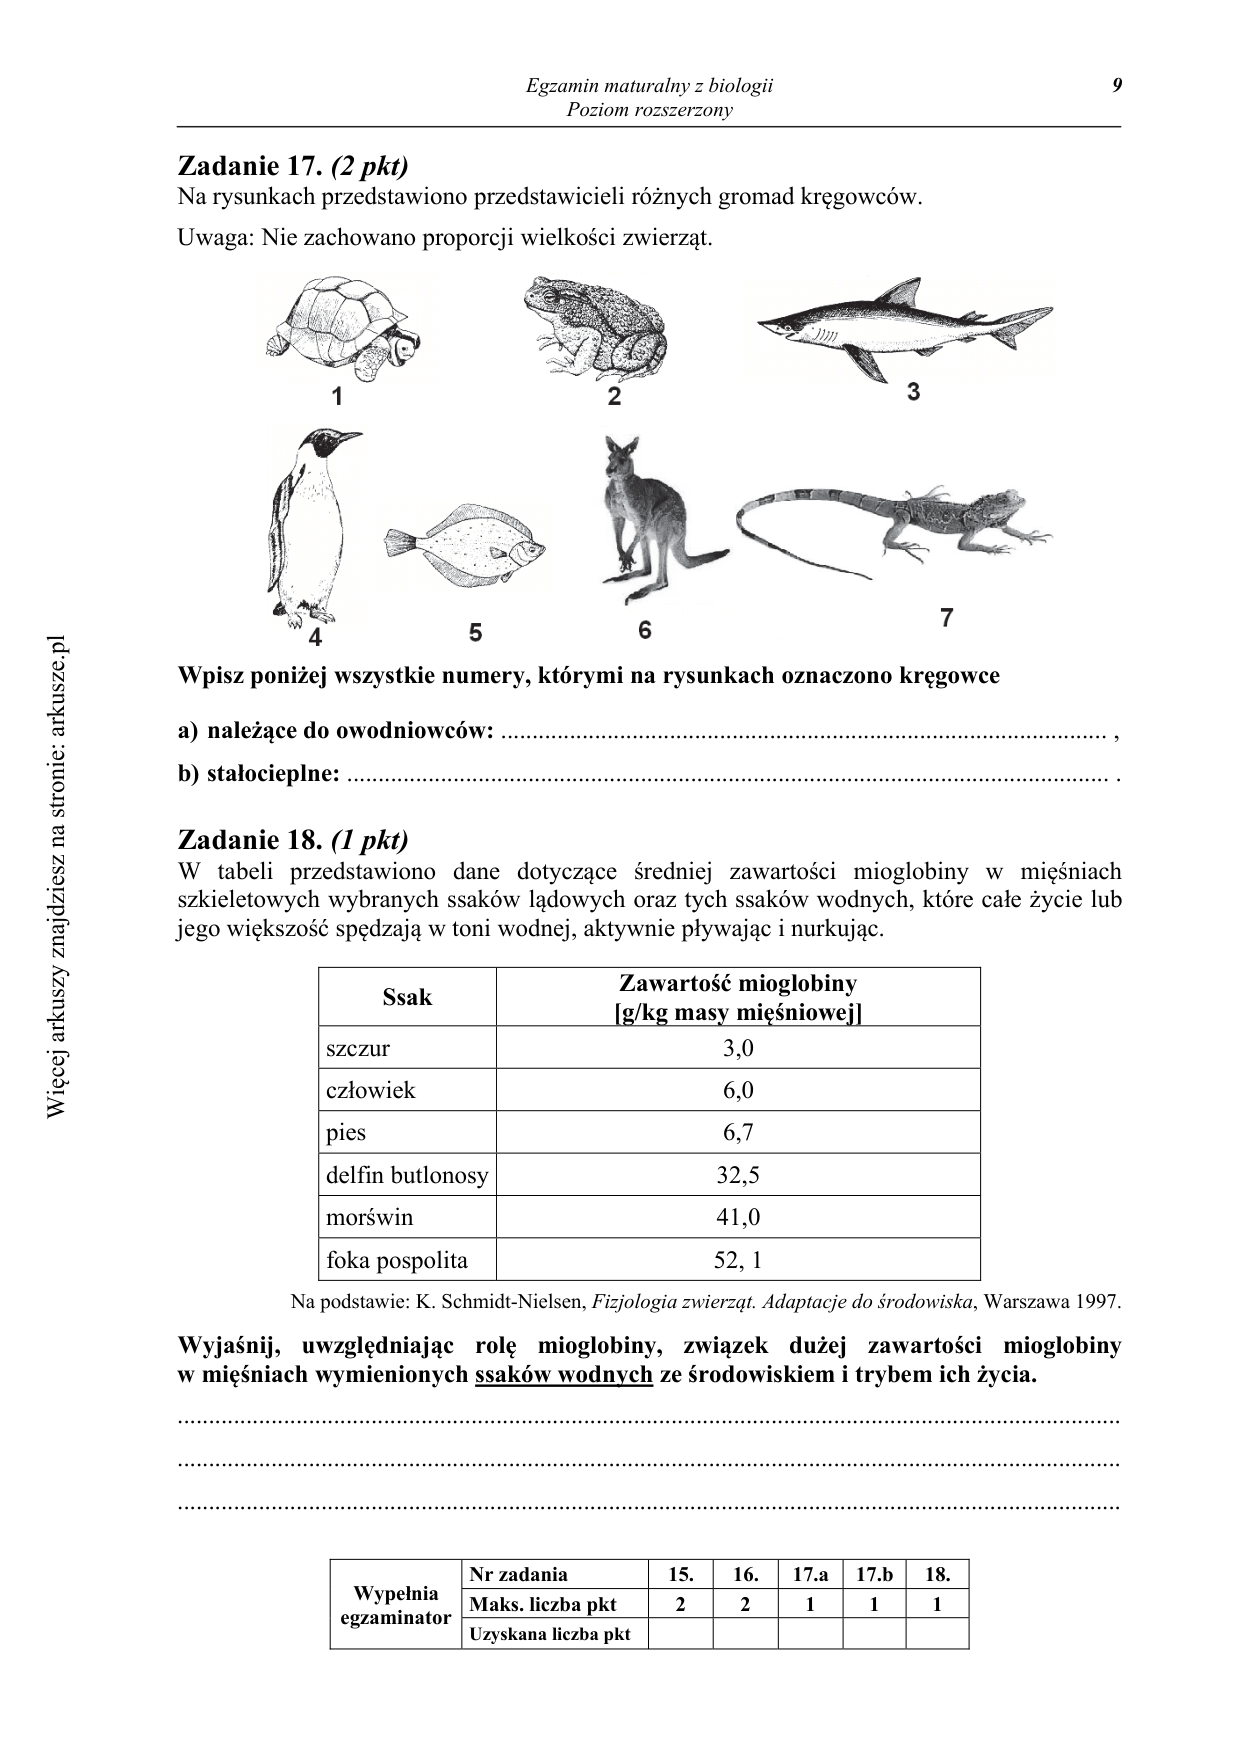 Egzamin maturalny z biologii
Poziom rozszerzony
9
Zadanie 17. (2 pkt)
Na rysunkach przedstawiono przedstawicieli różnych gromad kręgowców.
Uwaga: Nie zachowano proporcji wielkości zwierząt.
1
2
3
4
5
6
7
Wpisz poniżej wszystkie numery, którymi na rysunkach oznaczono kręgowce
a) należące do owodniowców: ................................................................................................. ,
b) stałocieplne: .......................................................................................................................... .
Zadanie 18. (1 pkt)
W tabeli przedstawiono dane dotyczące średniej zawartości mioglobiny w mięśniach
szkieletowych wybranych ssaków lądowych oraz tych ssaków wodnych, które całe życie lub
jego większość spędzają w toni wodnej, aktywnie pływając i nurkując.
Ssak
Zawartość mioglobiny
[g/kg masy mięśniowej]
szczur 3,0
człowiek 6,0
pies 6,7
delfin butlonosy 32,5
morświn 41,0
foka pospolita 52, 1
Na podstawie: K. Schmidt-Nielsen, Fizjologia zwierząt. Adaptacje do środowiska, Warszawa 1997.
Wyjaśnij, uwzględniając rolę mioglobiny, związek dużej zawartości mioglobiny
w mięśniach wymienionych ssaków wodnych ze środowiskiem i trybem ich życia.
.......................................................................................................................................................
.......................................................................................................................................................
.......................................................................................................................................................
Wypełnia
egzaminator
Nr zadania 15. 16. 17.a 17.b 18.
Maks. liczba pkt 2 2 1 1 1
Uzyskana liczba pkt
Więcej arkuszy znajdziesz na stronie: arkusze.pl